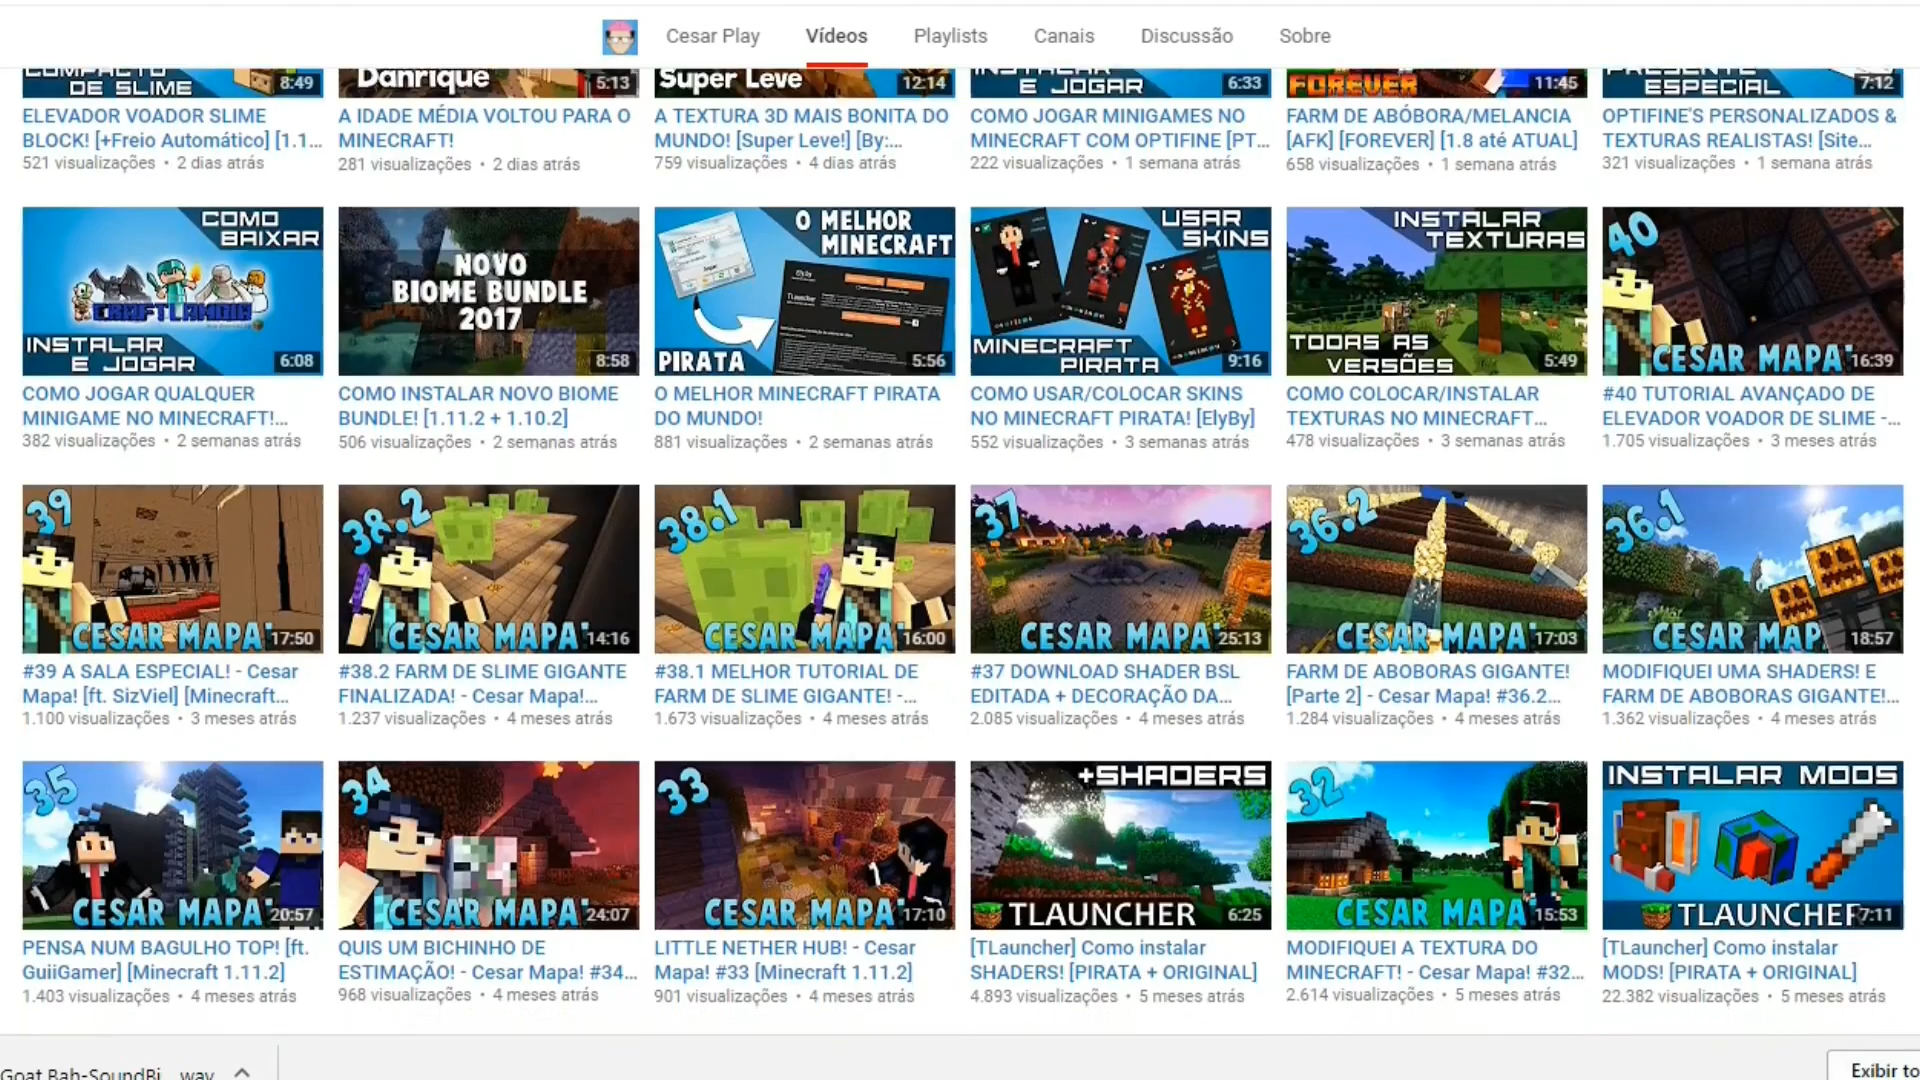 Cesar Play Vídeos Playlists Canais Discussão Sobre
COMPACTO
DE SLIME
8:49
Danrique
5:13
Super Leve
12:14
INSTALAR
E JOGAR
6:33
FOREVER
11:45
PRESENTE
ESPECIAL
7:12
ELEVADOR VOADOR SLIME
BLOCK! [+Freio Automático] [1.1...
521 visualizações • 2 dias atrás
A IDADE MÉDIA VOLTOU PARA O
MINECRAFT!
281 visualizações • 2 dias atrás
A TEXTURA 3D MAIS BONITA DO
MUNDO! [Super Leve!] [By:...
759 visualizações • 4 dias atrás
COMO JOGAR MINIGAMES NO
MINECRAFT COM OPTIFINE [PT...
222 visualizações • 1 semana atrás
FARM DE ABÓBORA/MELANCIA
[AFK] [FOREVER] [1.8 até ATUAL]
658 visualizações • 1 semana atrás
OPTIFINE'S PERSONALIZADOS &
TEXTURAS REALISTAS! [Site...
321 visualizações • 1 semana atrás
COMO
BAIXAR
CRAFTLANDIA
INSTALAR
E JOGAR
6:08
NOVO
BIOME BUNDLE
2017
8:58
O MELHOR
MINECRAFT
PIRATA
5:56
USAR
SKINS
MINECRAFT
PIRATA
9:16
INSTALAR
TEXTURAS
TODAS AS
VERSÕES
5:49
40
CESAR MAPA
16:39
COMO JOGAR QUALQUER
MINIGAME NO MINECRAFT!...
382 visualizações • 2 semanas atrás
COMO INSTALAR NOVO BIOME
BUNDLE! [1.11.2 + 1.10.2]
506 visualizações • 2 semanas atrás
O MELHOR MINECRAFT PIRATA
DO MUNDO!
881 visualizações • 2 semanas atrás
COMO USAR/COLOCAR SKINS
NO MINECRAFT PIRATA! [ElyBy]
552 visualizações • 3 semanas atrás
COMO COLOCAR/INSTALAR
TEXTURAS NO MINECRAFT...
478 visualizações • 3 semanas atrás
#40 TUTORIAL AVANÇADO DE
ELEVADOR VOADOR DE SLIME -...
1.705 visualizações • 3 meses atrás
39
CESAR MAPA
17:50
38.2
CESAR MAPA
14:16
38.1
CESAR MAPA
16:00
37
CESAR MAPA
25:13
36.2
CESAR MAPA
17:03
36.1
CESAR MAP
18:57
#39 A SALA ESPECIAL! - Cesar
Mapa! [ft. SizViel] [Minecraft...
1.100 visualizações • 3 meses atrás
#38.2 FARM DE SLIME GIGANTE
FINALIZADA! - Cesar Mapa!...
1.237 visualizações • 4 meses atrás
#38.1 MELHOR TUTORIAL DE
FARM DE SLIME GIGANTE! -...
1.673 visualizações • 4 meses atrás
#37 DOWNLOAD SHADER BSL
EDITADA + DECORAÇÃO DA...
2.085 visualizações • 4 meses atrás
FARM DE ABOBORAS GIGANTE!
[Parte 2] - Cesar Mapa! #36.2...
1.284 visualizações • 4 meses atrás
MODIFIQUEI UMA SHADERS! E
FARM DE ABOBORAS GIGANTE!...
1.362 visualizações • 4 meses atrás
35
CESAR MAPA
20:57
34
CESAR MAPA
24:07
33
CESAR MAPA
17:10
+SHADERS
TLAUNCHER
6:25
32
CESAR MAPA
15:53
INSTALAR MODS
TLAUNCHER
7:11
PENSA NUM BAGULHO TOP! [ft.
GuiiGamer] [Minecraft 1.11.2]
1.403 visualizações • 4 meses atrás
QUIS UM BICHINHO DE
ESTIMAÇÃO! - Cesar Mapa! #34...
968 visualizações • 4 meses atrás
LITTLE NETHER HUB! - Cesar
Mapa! #33 [Minecraft 1.11.2]
901 visualizações • 4 meses atrás
[TLauncher] Como instalar
SHADERS! [PIRATA + ORIGINAL]
4.893 visualizações • 5 meses atrás
MODIFIQUEI A TEXTURA DO
MINECRAFT! - Cesar Mapa! #32...
2.614 visualizações • 5 meses atrás
[TLauncher] Como instalar
MODS! [PIRATA + ORIGINAL]
22.382 visualizações • 5 meses atrás
Goat Bah-SoundBi....wav
Exibir to